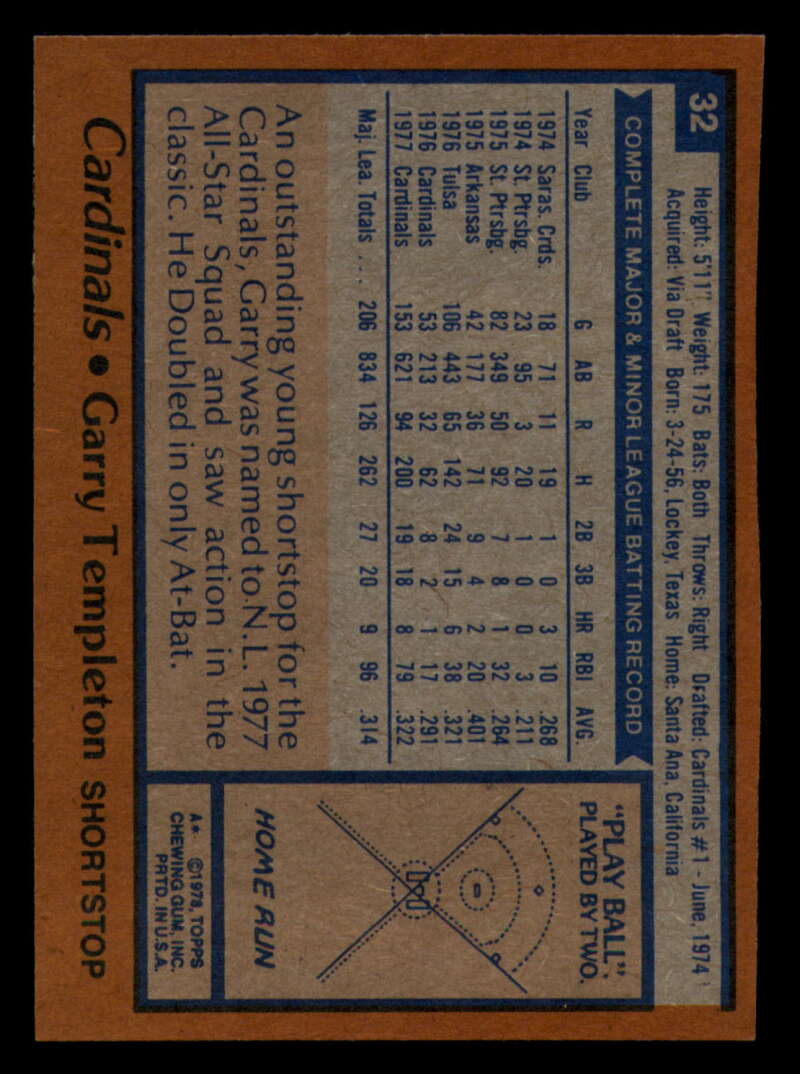 32
Height: 5'11" Weight: 175 Bats: Both Throws: Right Drafted: Cardinals #1 - June, 1974
Acquired: Via Draft Born: 3-24-56, Lockey, Texas Home: Santa Ana, California
COMPLETE MAJOR & MINOR LEAGUE BATTING RECORD
Year Club G AB R H 2B 3B HR RBI AVG.
1974 Saras. Crds. 18 71 11 19 1 0 3 10 .268
1974 St. Ptrsbg. 23 95 3 20 1 0 0 3 .211
1975 St. Ptrsbg. 82 349 50 92 7 8 1 32 .264
1975 Arkansas 42 177 36 71 9 4 2 20 .401
1976 Tulsa 106 443 65 142 24 15 6 38 .321
1976 Cardinals 53 213 32 62 8 2 1 17 .291
1977 Cardinals 153 621 94 200 19 18 8 79 .322
Maj. Lea. Totals ... 206 834 126 262 27 20 9 96 .314
An outstanding young shortstop for the
Cardinals, Garry was named to N.L. 1977
All-Star Squad and saw action in the
classic. He Doubled in only At-Bat.
"PLAY BALL"
PLAYED BY TWO.
HOME RUN
A* ©1978, TOPPS
CHEWING GUM, INC.
PRTD. IN U.S.A.
Cardinals • Garry Templeton SHORTSTOP